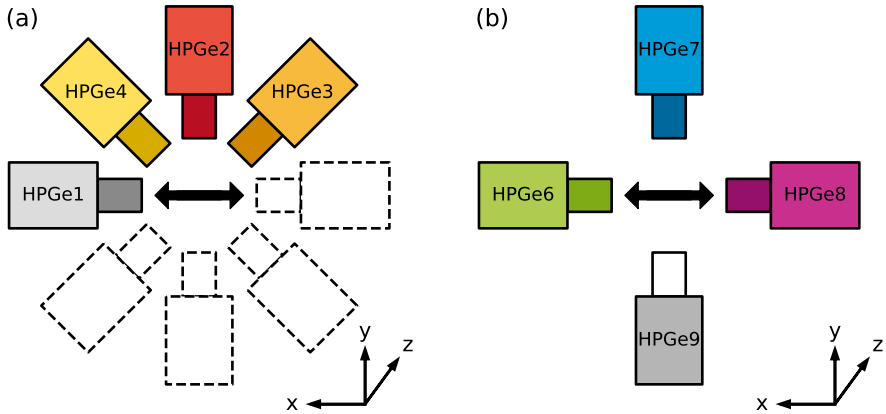 (a)
HPGe2
HPGe4
HPGe3
HPGe1
y
z
x
(b)
HPGe7
HPGe6
HPGe8
HPGe9
y
z
x